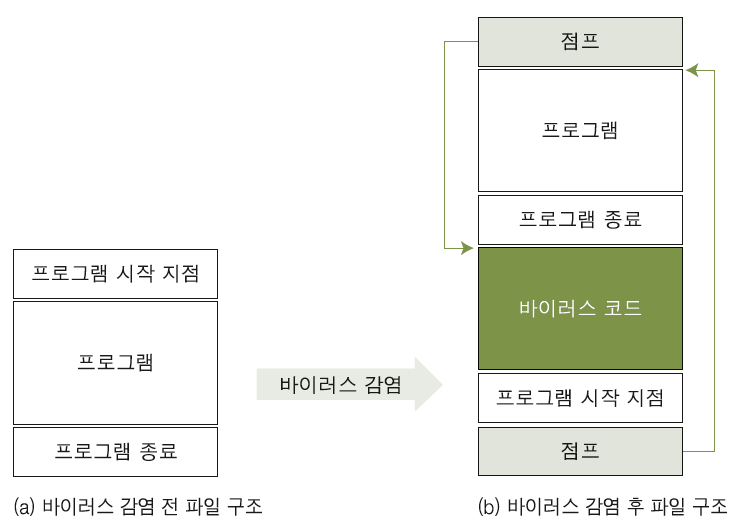 프로그램 시작 지점
프로그램
프로그램 종료
(a) 바이러스 감염 전 파일 구조
바이러스 감염
점프
프로그램
프로그램 종료
바이러스 코드
프로그램 시작 지점
점프
(b) 바이러스 감염 후 파일 구조